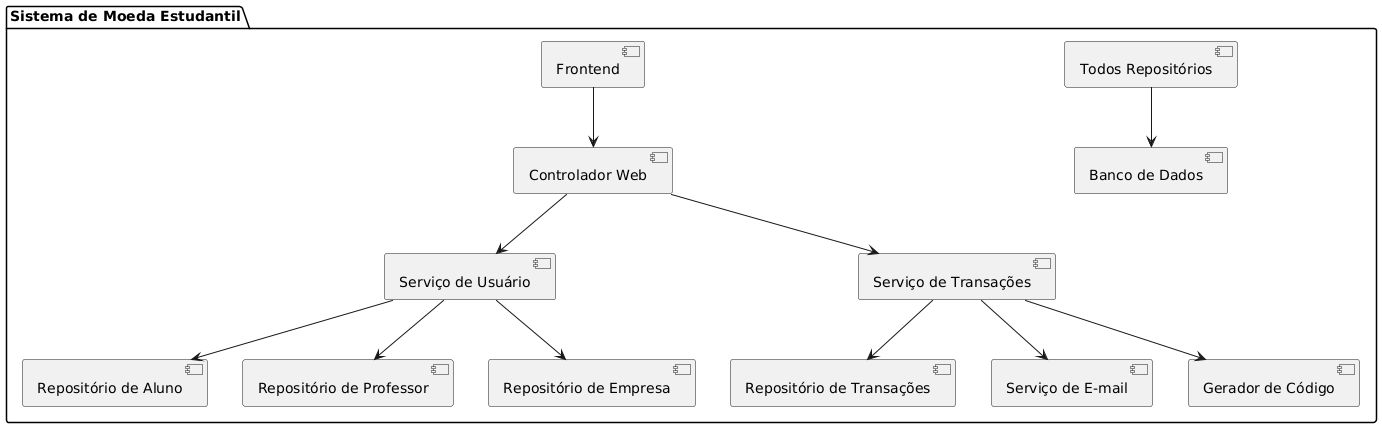 Sistema de Moeda Estudantil
Frontend
Todos Repositórios
Controlador Web
Banco de Dados
Serviço de Usuário
Serviço de Transações
Repositório de Aluno
Repositório de Professor
Repositório de Empresa
Repositório de Transações
Serviço de E-mail
Gerador de Código